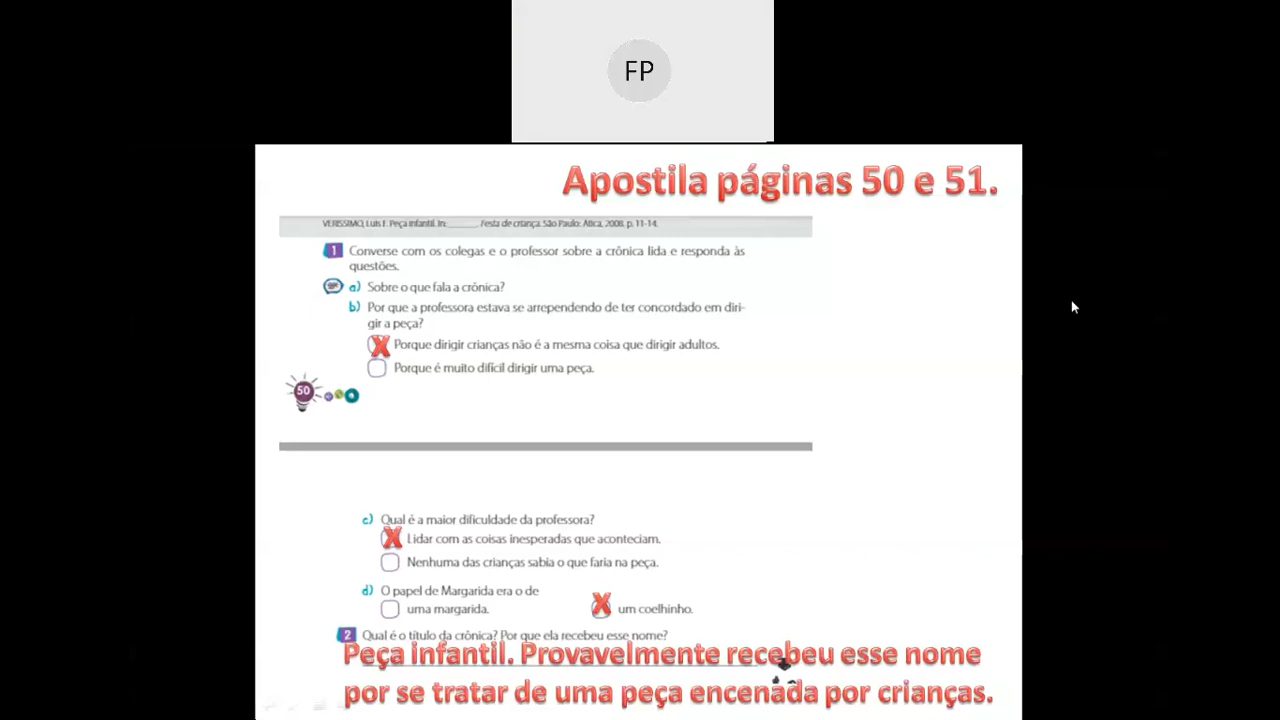 FP
Apostila páginas 50 e 51.
VERISSIMO, Luis F. Peça infantil. In:______. Festa de criança. São Paulo: Ática, 2008. p. 11-14.
1 Converse com os colegas e o professor sobre a crônica lida e responda às
questões.
a) Sobre o que fala a crônica?
b) Por que a professora estava se arrependendo de ter concordado em diri-
gir a peça?
X Porque dirigir crianças não é a mesma coisa que dirigir adultos.
Porque é muito difícil dirigir uma peça.
50
c) Qual é a maior dificuldade da professora?
X Lidar com as coisas inesperadas que aconteciam.
Nenhuma das crianças sabia o que faria na peça.
d) O papel de Margarida era o de
uma margarida. X um coelhinho.
2 Qual é o título da crônica? Por que ela recebeu esse nome?
Peça infantil. Provavelmente recebeu esse nome
por se tratar de uma peça encenada por crianças.